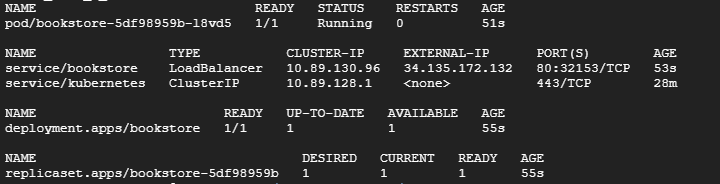 NAME READY STATUS RESTARTS AGE
pod/bookstore-5df98959b-l8vd5 1/1 Running 0 51s
NAME TYPE CLUSTER-IP EXTERNAL-IP PORT(S) AGE
service/bookstore LoadBalancer 10.89.130.96 34.135.172.132 80:32153/TCP 53s
service/kubernetes ClusterIP 10.89.128.1 <none> 443/TCP 28m
NAME READY UP-TO-DATE AVAILABLE AGE
deployment.apps/bookstore 1/1 1 1 55s
NAME DESIRED CURRENT READY AGE
replicaset.apps/bookstore-5df98959b 1 1 1 55s